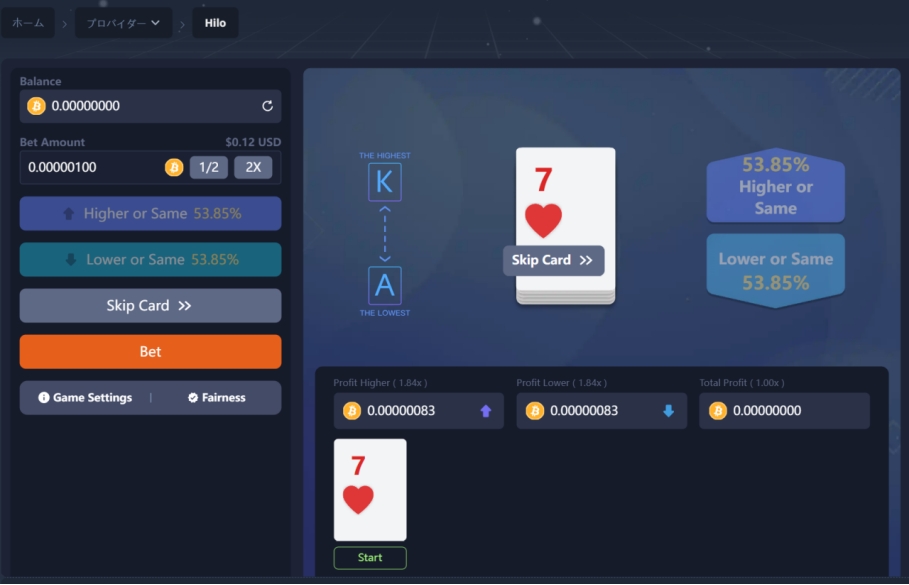 ホーム
プロバイダー
Hilo
Balance
0.00000000
Bet Amount $0.12 USD
0.00000100 1/2 2X
Higher or Same 53.85%
Lower or Same 53.85%
Skip Card
Bet
Game Settings | Fairness
THE HIGHEST
K
A
THE LOWEST
7
Skip Card
53.85%
Higher or
Same
Lower or Same
53.85%
Profit Higher ( 1.84x ) Profit Lower ( 1.84x ) Total Profit ( 1.00x )
0.00000083 0.00000083 0.00000000
7
Start